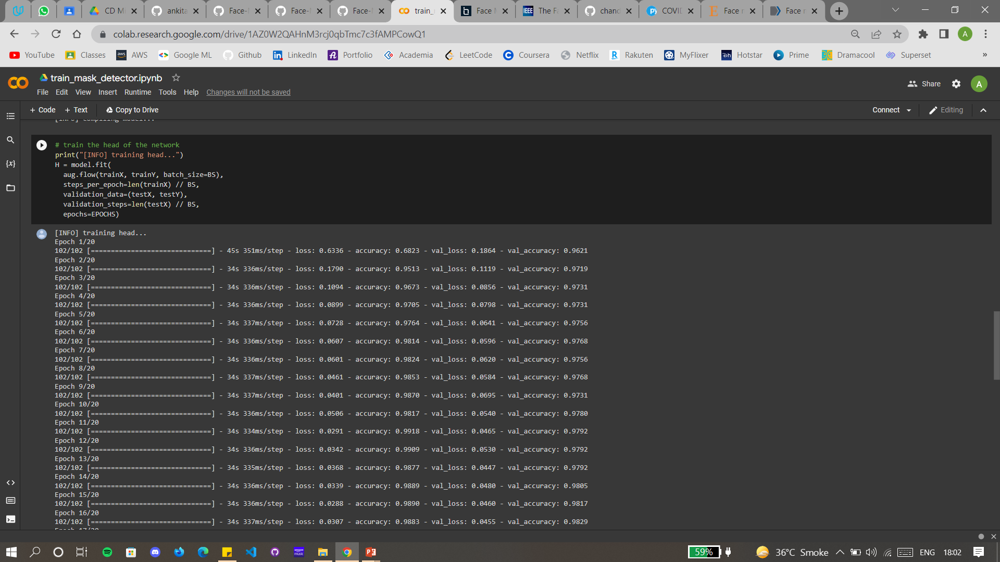 CD Mi
ankita
Face-
Face-
Face-
train_
Face M
IEEE
The Fa
chand
COVID
Face m
Face m
colab.research.google.com/drive/1AZ0W2QAHnM3rcj0qbTmc7c3fAMPCowQ1
A
YouTube
Classes
aws
AWS
Google ML
Github
LinkedIn
Portfolio
Academia
LeetCode
Coursera
Netflix
Rakuten
MyFlixer
Hotstar
Prime
Dramacool
Superset
»
train_mask_detector.ipynb
Share
A
File Edit View Insert Runtime Tools Help Changes will not be saved
+ Code + Text Copy to Drive
Connect
Editing
[INFO] compiling model...
# train the head of the network
print("[INFO] training head...")
H = model.fit(
aug.flow(trainX, trainY, batch_size=BS),
steps_per_epoch=len(trainX) // BS,
validation_data=(testX, testY),
validation_steps=len(testX) // BS,
epochs=EPOCHS)
[INFO] training head...
Epoch 1/20
102/102 [==============================] - 45s 351ms/step - loss: 0.6336 - accuracy: 0.6823 - val_loss: 0.1864 - val_accuracy: 0.9621
Epoch 2/20
102/102 [==============================] - 34s 336ms/step - loss: 0.1790 - accuracy: 0.9513 - val_loss: 0.1119 - val_accuracy: 0.9719
Epoch 3/20
102/102 [==============================] - 34s 336ms/step - loss: 0.1094 - accuracy: 0.9673 - val_loss: 0.0856 - val_accuracy: 0.9731
Epoch 4/20
102/102 [==============================] - 34s 336ms/step - loss: 0.0899 - accuracy: 0.9705 - val_loss: 0.0798 - val_accuracy: 0.9731
Epoch 5/20
102/102 [==============================] - 34s 337ms/step - loss: 0.0728 - accuracy: 0.9764 - val_loss: 0.0641 - val_accuracy: 0.9756
Epoch 6/20
102/102 [==============================] - 34s 336ms/step - loss: 0.0607 - accuracy: 0.9814 - val_loss: 0.0596 - val_accuracy: 0.9768
Epoch 7/20
102/102 [==============================] - 34s 336ms/step - loss: 0.0601 - accuracy: 0.9824 - val_loss: 0.0620 - val_accuracy: 0.9756
Epoch 8/20
102/102 [==============================] - 34s 337ms/step - loss: 0.0461 - accuracy: 0.9853 - val_loss: 0.0584 - val_accuracy: 0.9768
Epoch 9/20
102/102 [==============================] - 34s 337ms/step - loss: 0.0401 - accuracy: 0.9870 - val_loss: 0.0695 - val_accuracy: 0.9731
Epoch 10/20
102/102 [==============================] - 34s 336ms/step - loss: 0.0506 - accuracy: 0.9817 - val_loss: 0.0540 - val_accuracy: 0.9780
Epoch 11/20
102/102 [==============================] - 34s 334ms/step - loss: 0.0291 - accuracy: 0.9918 - val_loss: 0.0465 - val_accuracy: 0.9792
Epoch 12/20
102/102 [==============================] - 34s 336ms/step - loss: 0.0342 - accuracy: 0.9909 - val_loss: 0.0530 - val_accuracy: 0.9792
Epoch 13/20
102/102 [==============================] - 34s 335ms/step - loss: 0.0368 - accuracy: 0.9877 - val_loss: 0.0447 - val_accuracy: 0.9792
Epoch 14/20
102/102 [==============================] - 34s 336ms/step - loss: 0.0339 - accuracy: 0.9889 - val_loss: 0.0480 - val_accuracy: 0.9805
Epoch 15/20
102/102 [==============================] - 34s 336ms/step - loss: 0.0288 - accuracy: 0.9890 - val_loss: 0.0460 - val_accuracy: 0.9817
Epoch 16/20
102/102 [==============================] - 34s 337ms/step - loss: 0.0307 - accuracy: 0.9883 - val_loss: 0.0455 - val_accuracy: 0.9829
Epoch 17/20
59%
36°C Smoke
ENG
18:02